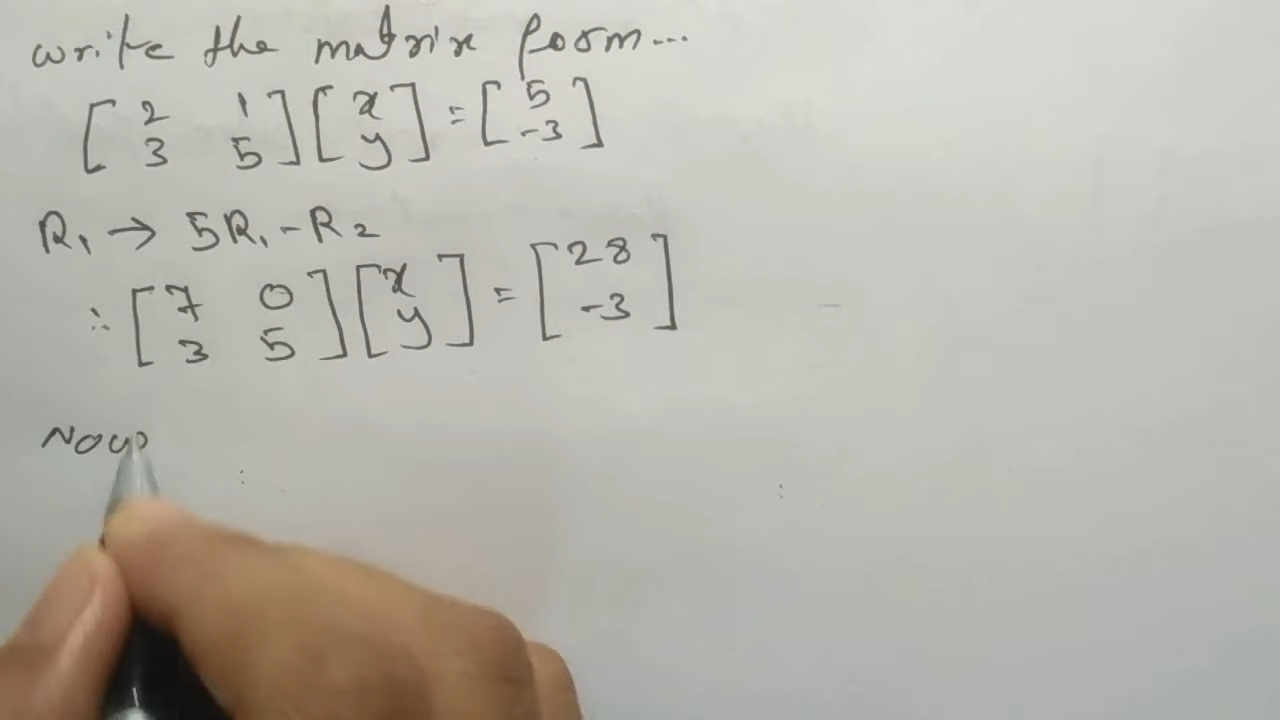 write the matrix form...
[2 1
3 5] [x
y] = [5
-3]
R₁ → 5R₁-R₂
∴ [7 0
3 5] [x
y] = [28
-3]
Now